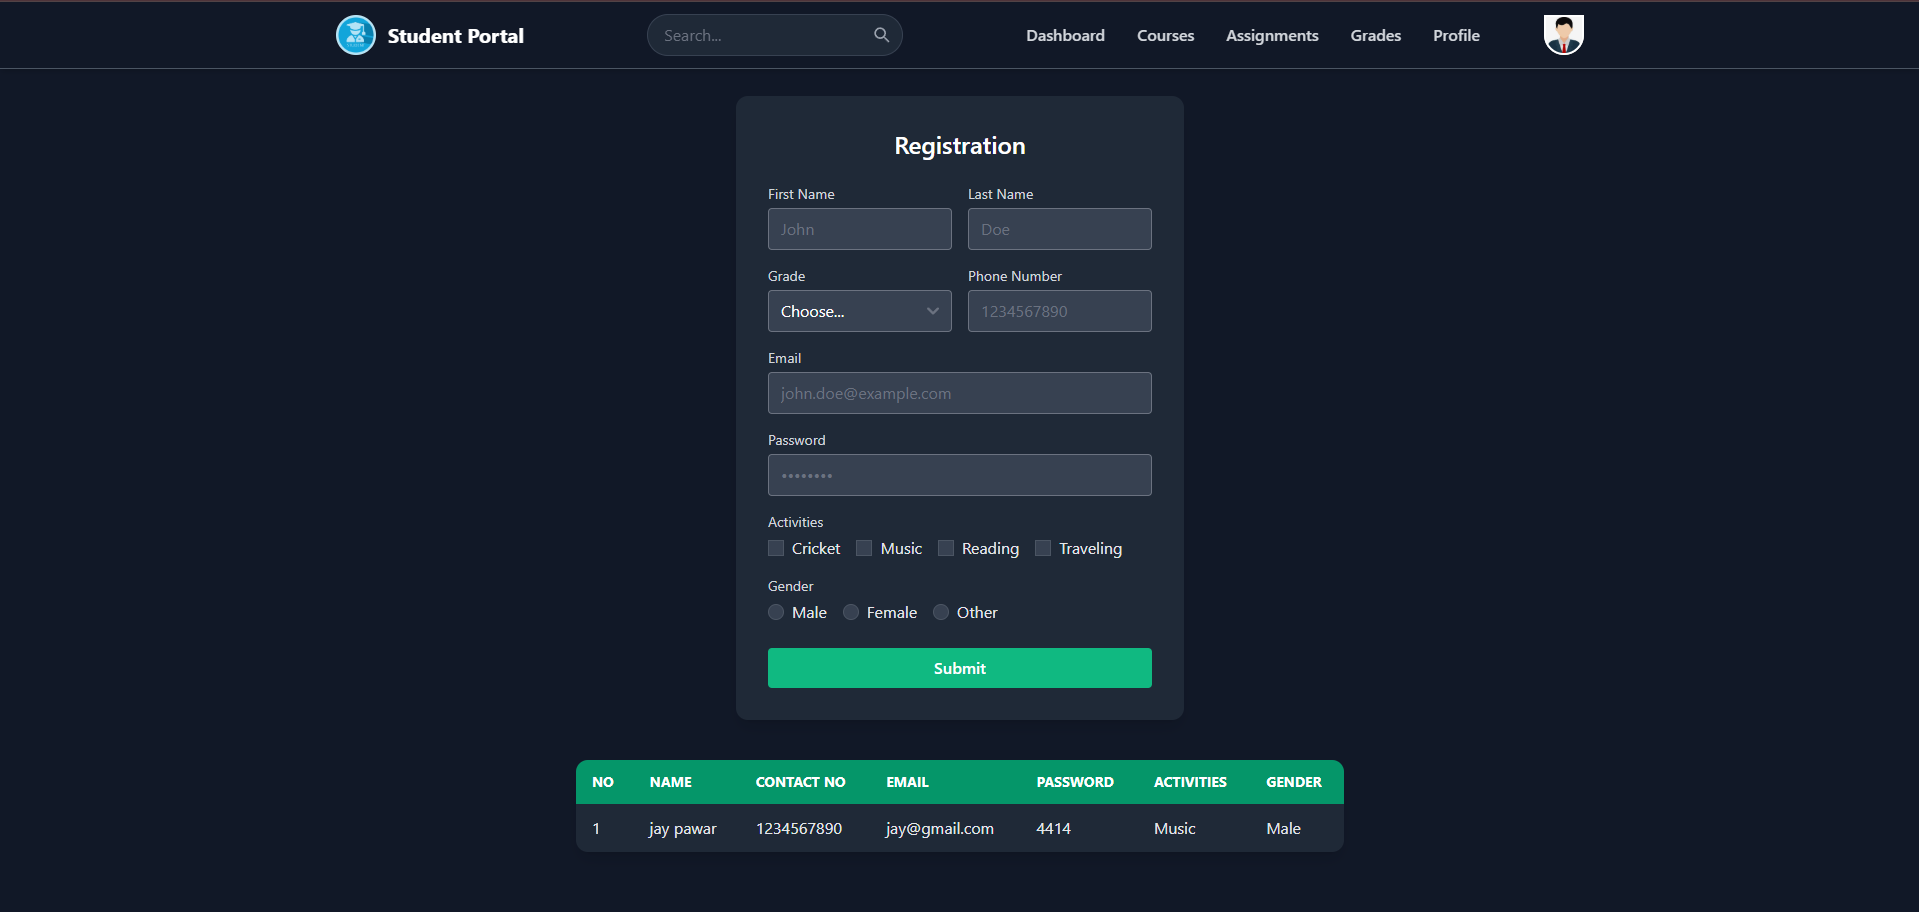 Student Portal
Search...
Dashboard Courses Assignments Grades Profile
Registration
First Name Last Name
John Doe
Grade Phone Number
Choose... 1234567890
Email
john.doe@example.com
Password
••••••••
Activities
Cricket Music Reading Traveling
Gender
Male Female Other
Submit
NO NAME CONTACT NO EMAIL PASSWORD ACTIVITIES GENDER
1 jay pawar 1234567890 jay@gmail.com 4414 Music Male